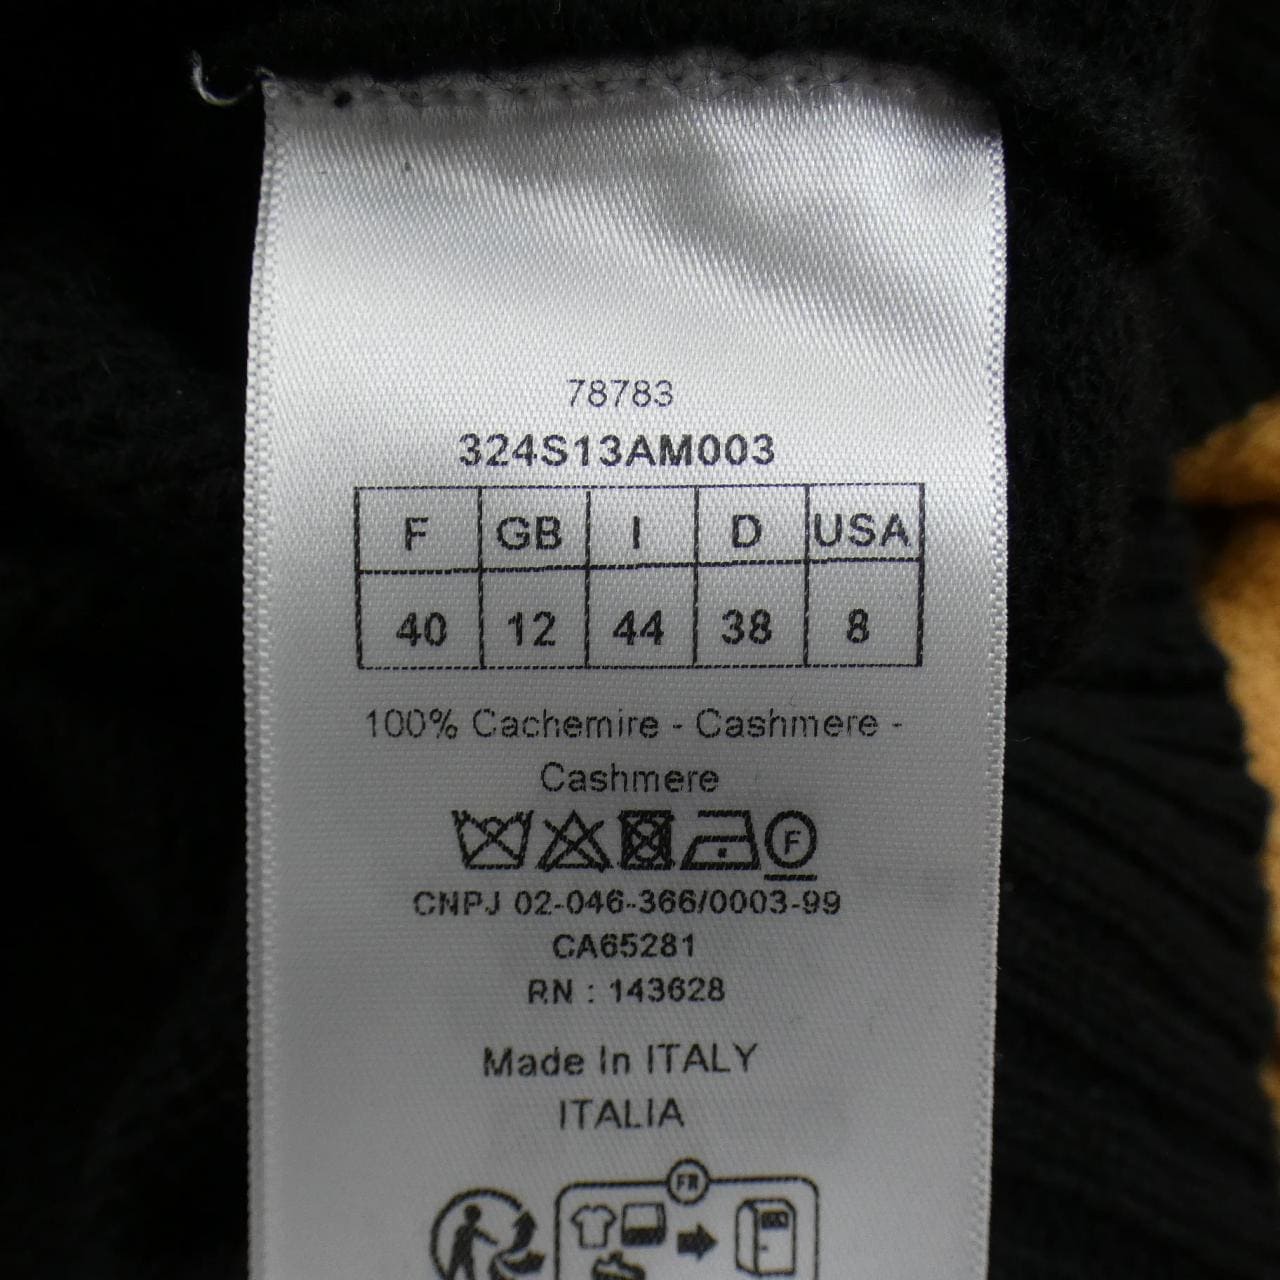 78783
324S13AM003
F GB I D USA
40 12 44 38 8
100% Cachemire - Cashmere -
Cashmere
F
CNPJ 02-046-366/0003-99
CA65281
RN : 143628
Made In ITALY
ITALIA
FR